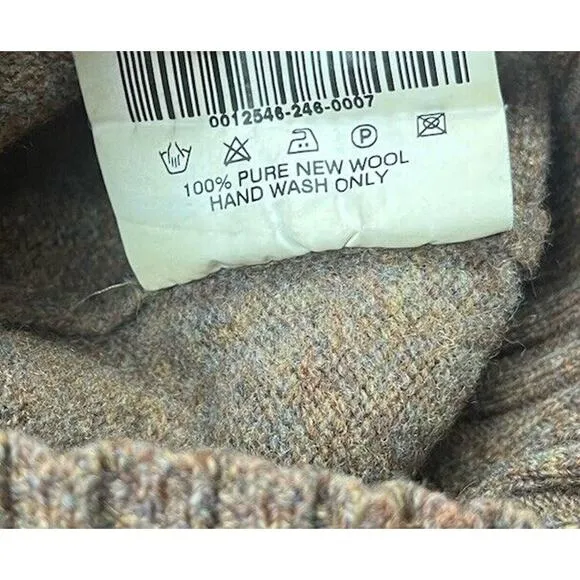 0012546-246-0007
P
100% PURE NEW WOOL
HAND WASH ONLY